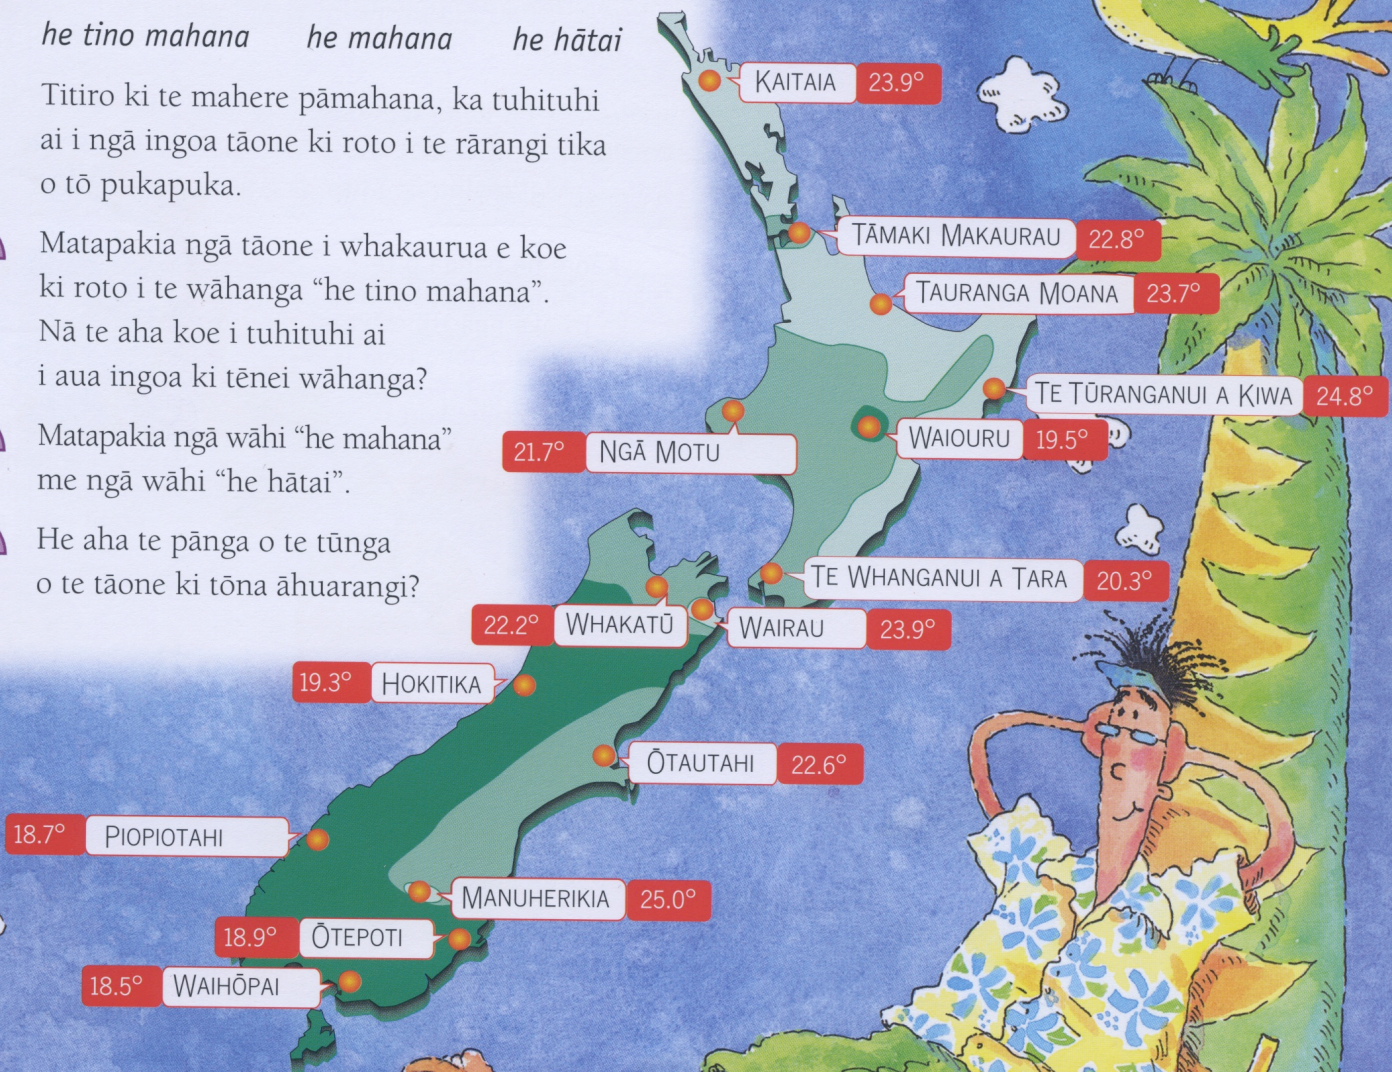 he tino mahana he mahana he hātai
Titiro ki te mahere pāmahana, ka tuhituhi
ai i ngā ingoa tāone ki roto i te rārangi tika
o tō pukapuka.
Matapakia ngā tāone i whakaurua e koe
ki roto i te wāhanga “he tino mahana”.
Nā te aha koe i tuhituhi ai
i aua ingoa ki tēnei wāhanga?
Matapakia ngā wāhi “he mahana”
me ngā wāhi “he hātai”.
He aha te pānga o te tūnga
o te tāone ki tōna āhuarangi?
KAITAIA 23.9°
TĀMAKI MAKAURAU 22.8°
TAURANGA MOANA 23.7°
TE TŪRANGANUI A KIWA 24.8°
WAIOURU 19.5°
21.7° NGĀ MOTU
TE WHANGANUI A TARA 20.3°
22.2° WHAKATŪ
WAIRAU 23.9°
19.3° HOKITIKA
ŌTAUTAHI 22.6°
18.7° PIOPIOTAHI
MANUHERIKIA 25.0°
18.9° ŌTEPOTI
18.5° WAIHŌPAI